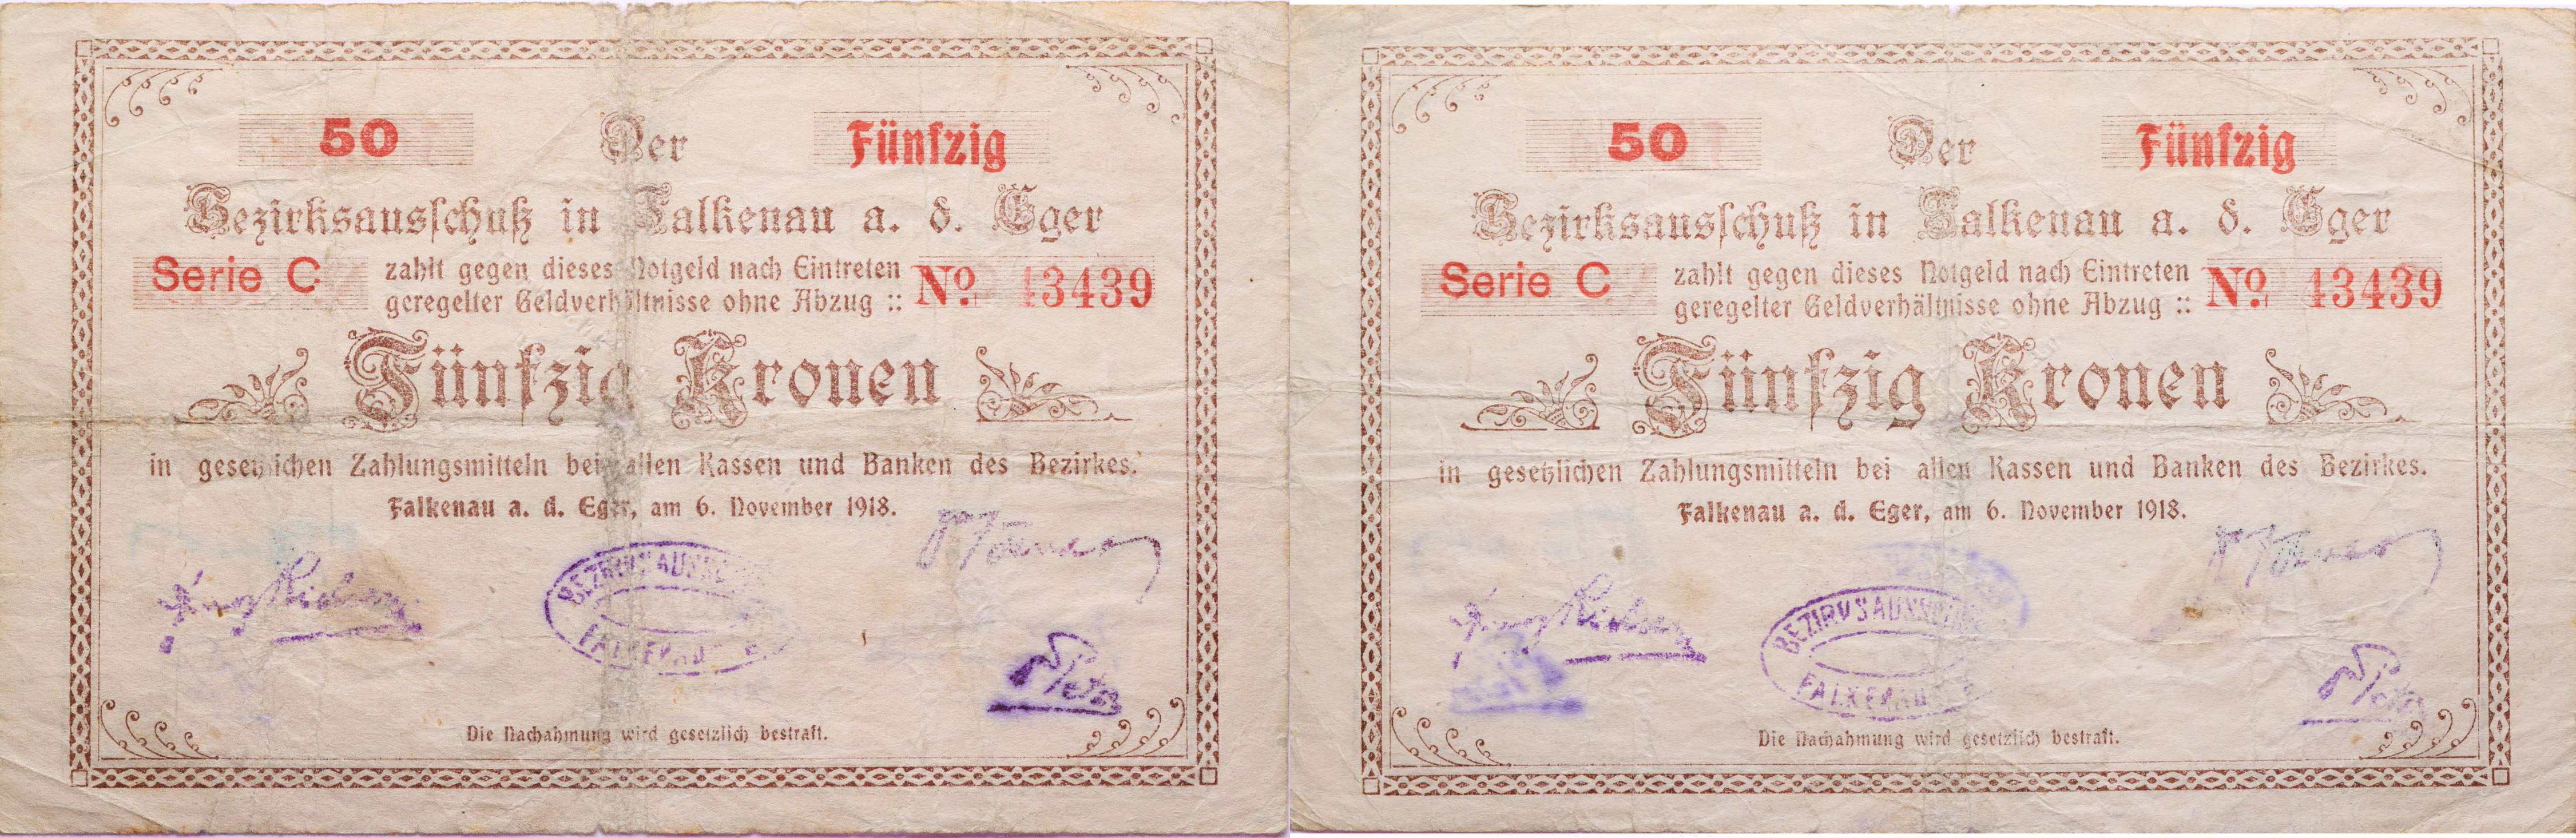 50 Der Fünfzig
Bezirksausschuß in Falkenau a. d. Eger
Serie C zahlt gegen dieses Notgeld nach Eintreten No. 13439
geregelter Geldverhältnisse ohne Abzug ::
Fünfzig Kronen
in gesetzlichen Zahlungsmitteln bei allen Kassen und Banken des Bezirkes.
Falkenau a. d. Eger, am 6. November 1918.
FALKENAU
Die Nachahmung wird gesetzlich bestraft.
50 Der Fünfzig
Bezirksausschuß in Falkenau a. d. Eger
Serie C zahlt gegen dieses Notgeld nach Eintreten No. 13439
geregelter Geldverhältnisse ohne Abzug ::
Fünfzig Kronen
in gesetzlichen Zahlungsmitteln bei allen Kassen und Banken des Bezirkes.
Falkenau a. d. Eger, am 6. November 1918.
FALKENAU
Die Nachahmung wird gesetzlich bestraft.